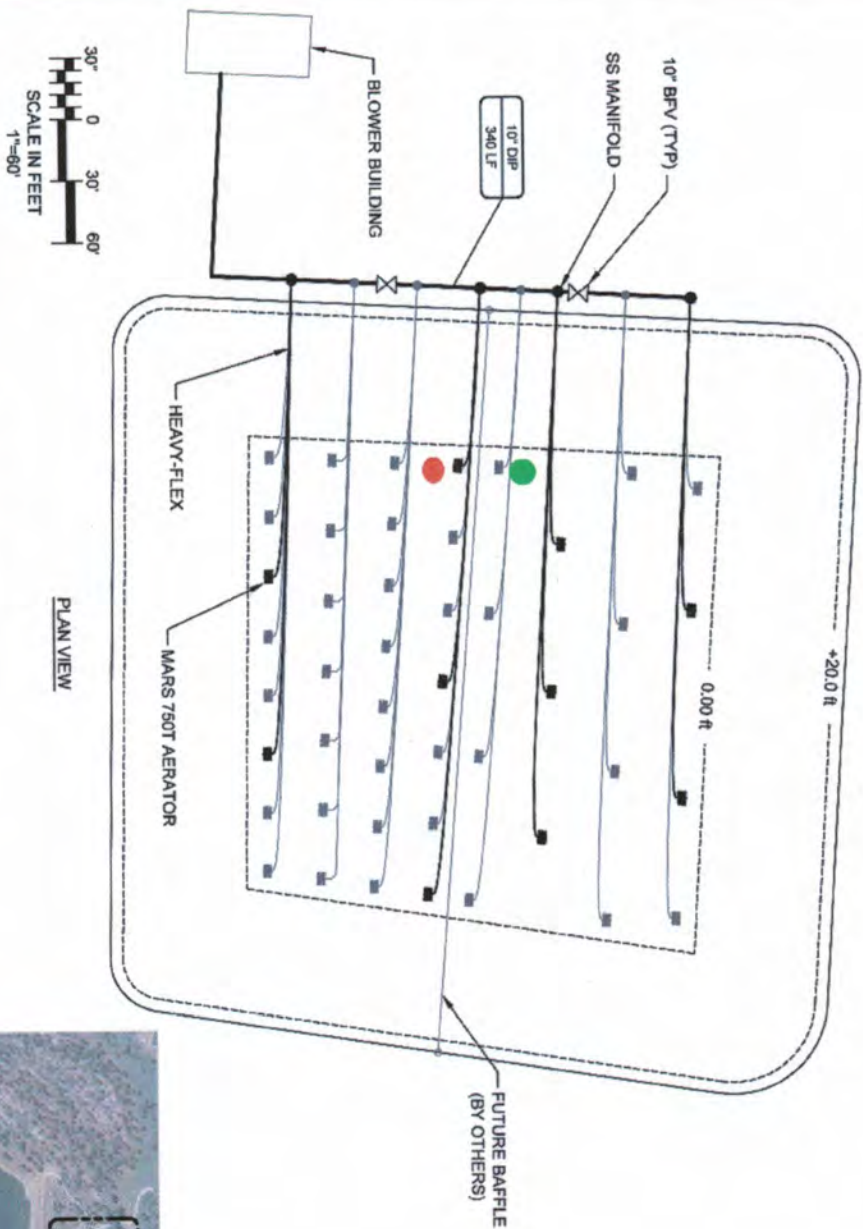 10" BFV (TYP)
SS MANIFOLD
10" DIP
340 LF
BLOWER BUILDING
30"
0
30'
60'
SCALE IN FEET
1"=60'
+20.0 ft
0.00 ft
HEAVY-FLEX
MARS 750T AERATOR
FUTURE BAFFLE
(BY OTHERS)
PLAN VIEW